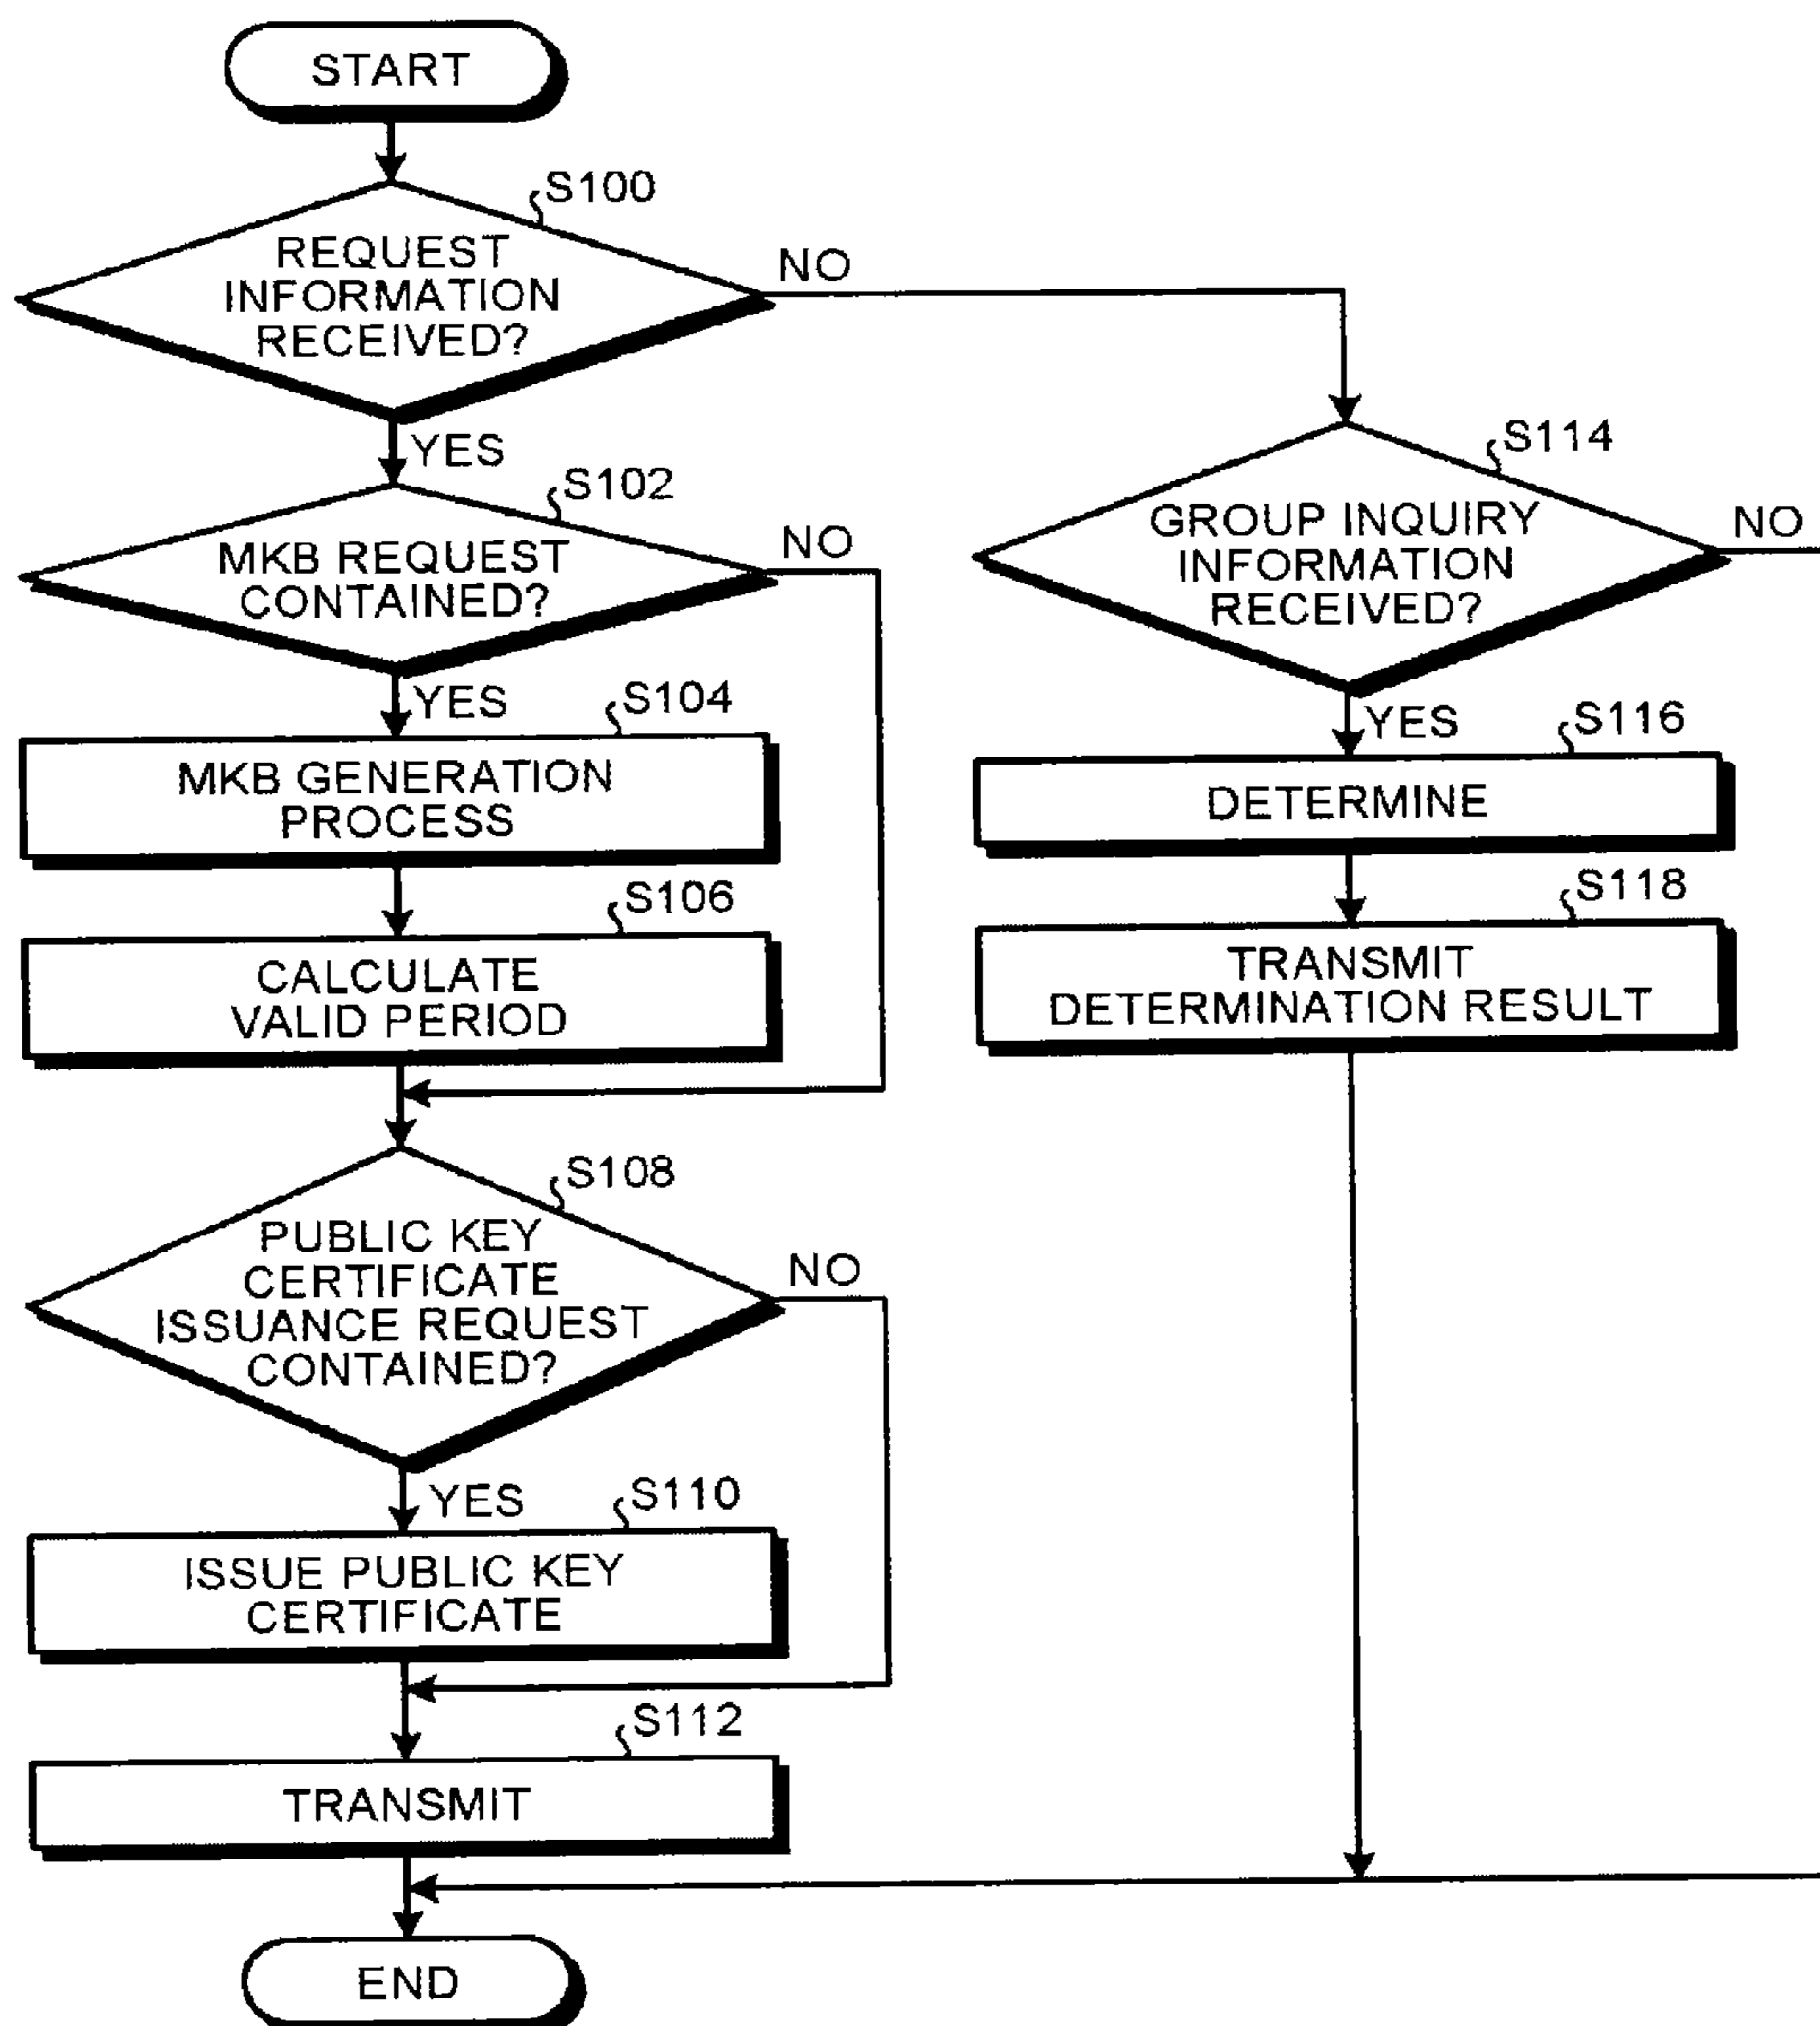 START
S100
REQUEST
INFORMATION
RECEIVED?
NO
YES
S102
MKB REQUEST
CONTAINED?
NO
YES
S104
MKB GENERATION
PROCESS
S106
CALCULATE
VALID PERIOD
S108
PUBLIC KEY
CERTIFICATE
ISSUANCE REQUEST
CONTAINED?
NO
YES
S110
ISSUE PUBLIC KEY
CERTIFICATE
S112
TRANSMIT
END
S114
GROUP INQUIRY
INFORMATION
RECEIVED?
NO
YES
S116
DETERMINE
S118
TRANSMIT
DETERMINATION RESULT